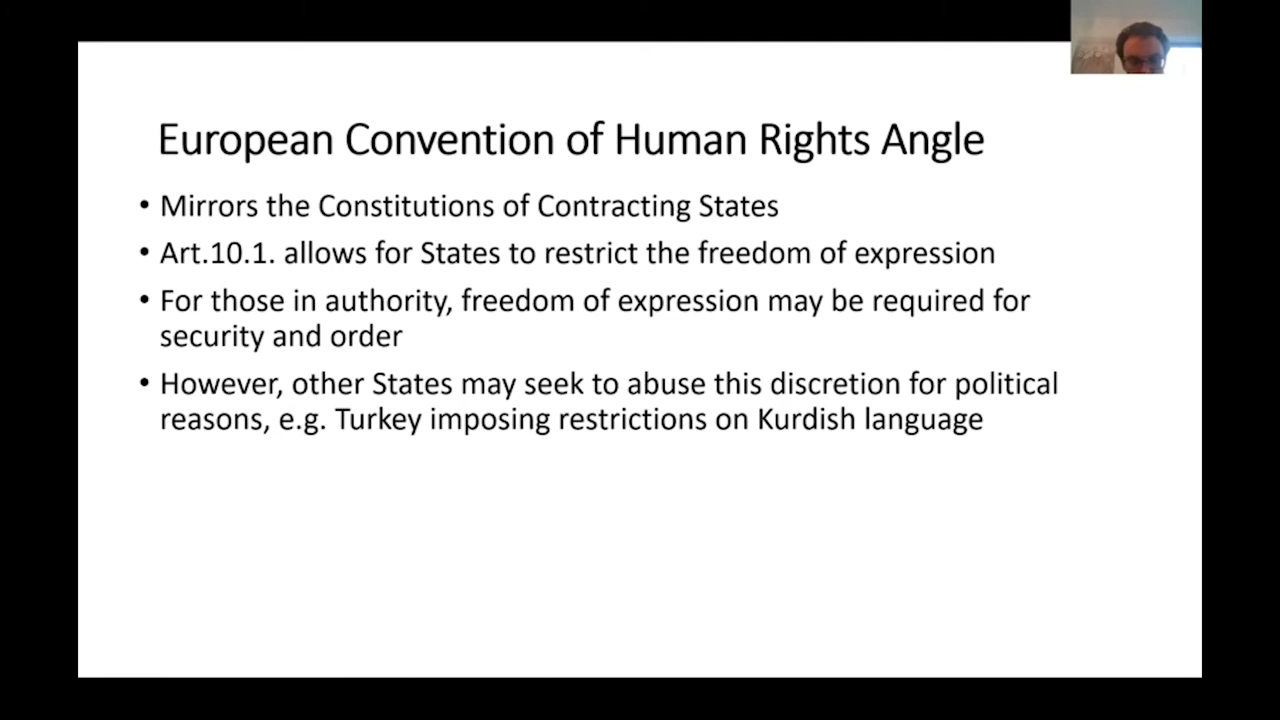 European Convention of Human Rights Angle
• Mirrors the Constitutions of Contracting States
• Art.10.1. allows for States to restrict the freedom of expression
• For those in authority, freedom of expression may be required for
security and order
• However, other States may seek to abuse this discretion for political
reasons, e.g. Turkey imposing restrictions on Kurdish language